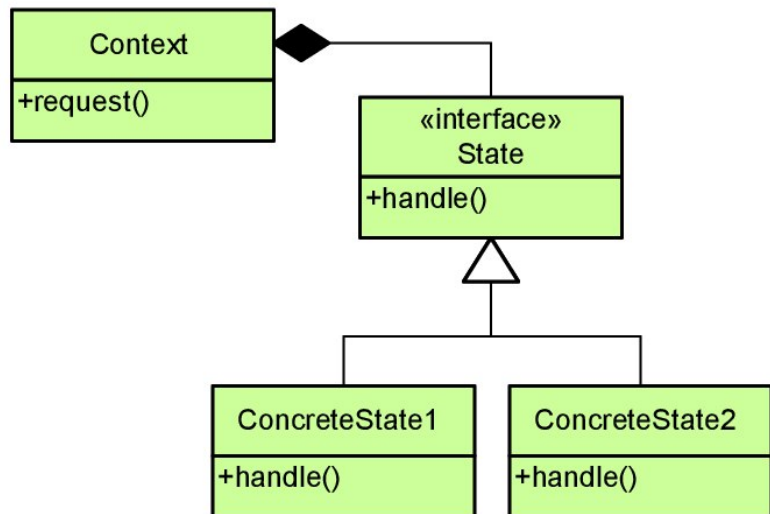 Context
+request()
«interface»
State
+handle()
ConcreteState1
+handle()
ConcreteState2
+handle()